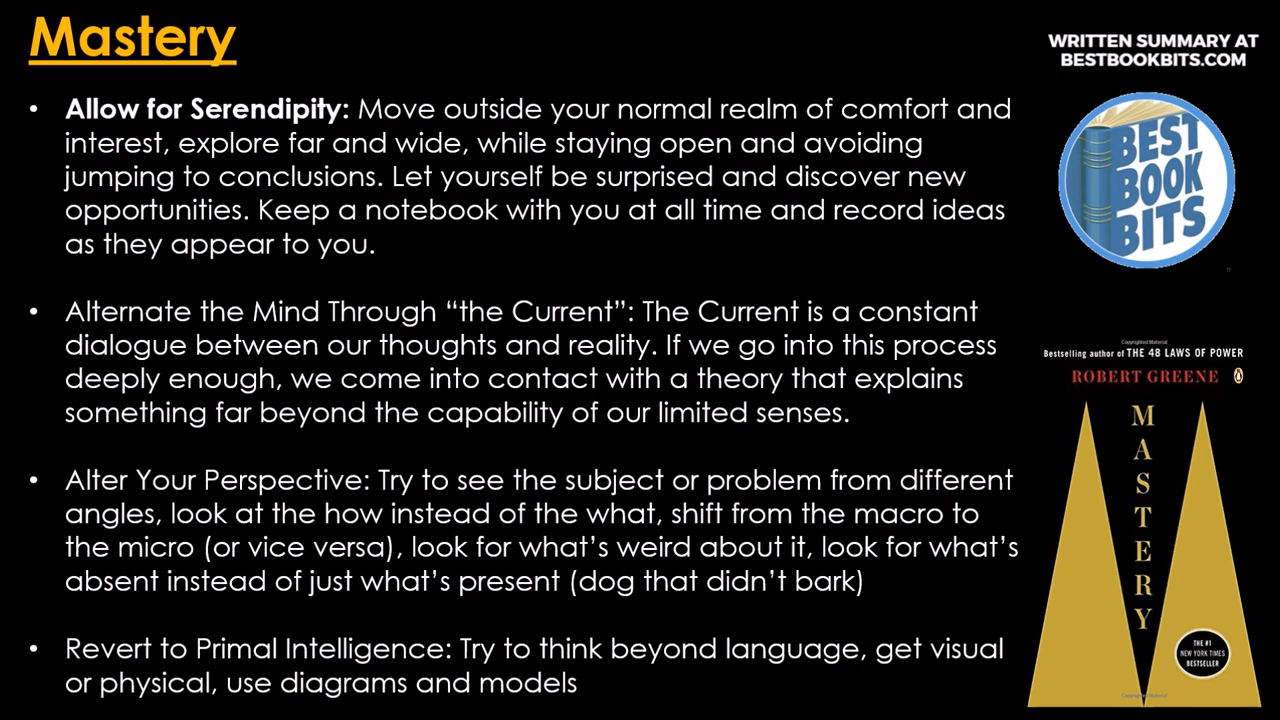 Mastery
WRITTEN SUMMARY AT
BESTBOOKBITS.COM
• Allow for Serendipity: Move outside your normal realm of comfort and
interest, explore far and wide, while staying open and avoiding
jumping to conclusions. Let yourself be surprised and discover new
opportunities. Keep a notebook with you at all time and record ideas
as they appear to you.
• Alternate the Mind Through “the Current”: The Current is a constant
dialogue between our thoughts and reality. If we go into this process
deeply enough, we come into contact with a theory that explains
something far beyond the capability of our limited senses.
• Alter Your Perspective: Try to see the subject or problem from different
angles, look at the how instead of the what, shift from the macro to
the micro (or vice versa), look for what’s weird about it, look for what’s
absent instead of just what’s present (dog that didn’t bark)
• Revert to Primal Intelligence: Try to think beyond language, get visual
or physical, use diagrams and models
BEST
BOOK
BITS
Copyrighted Material
Bestselling author of THE 48 LAWS OF POWER
ROBERT GREENE
MASTERY
THE #1
NEW YORK TIMES
BESTSELLER
Copyrighted Material